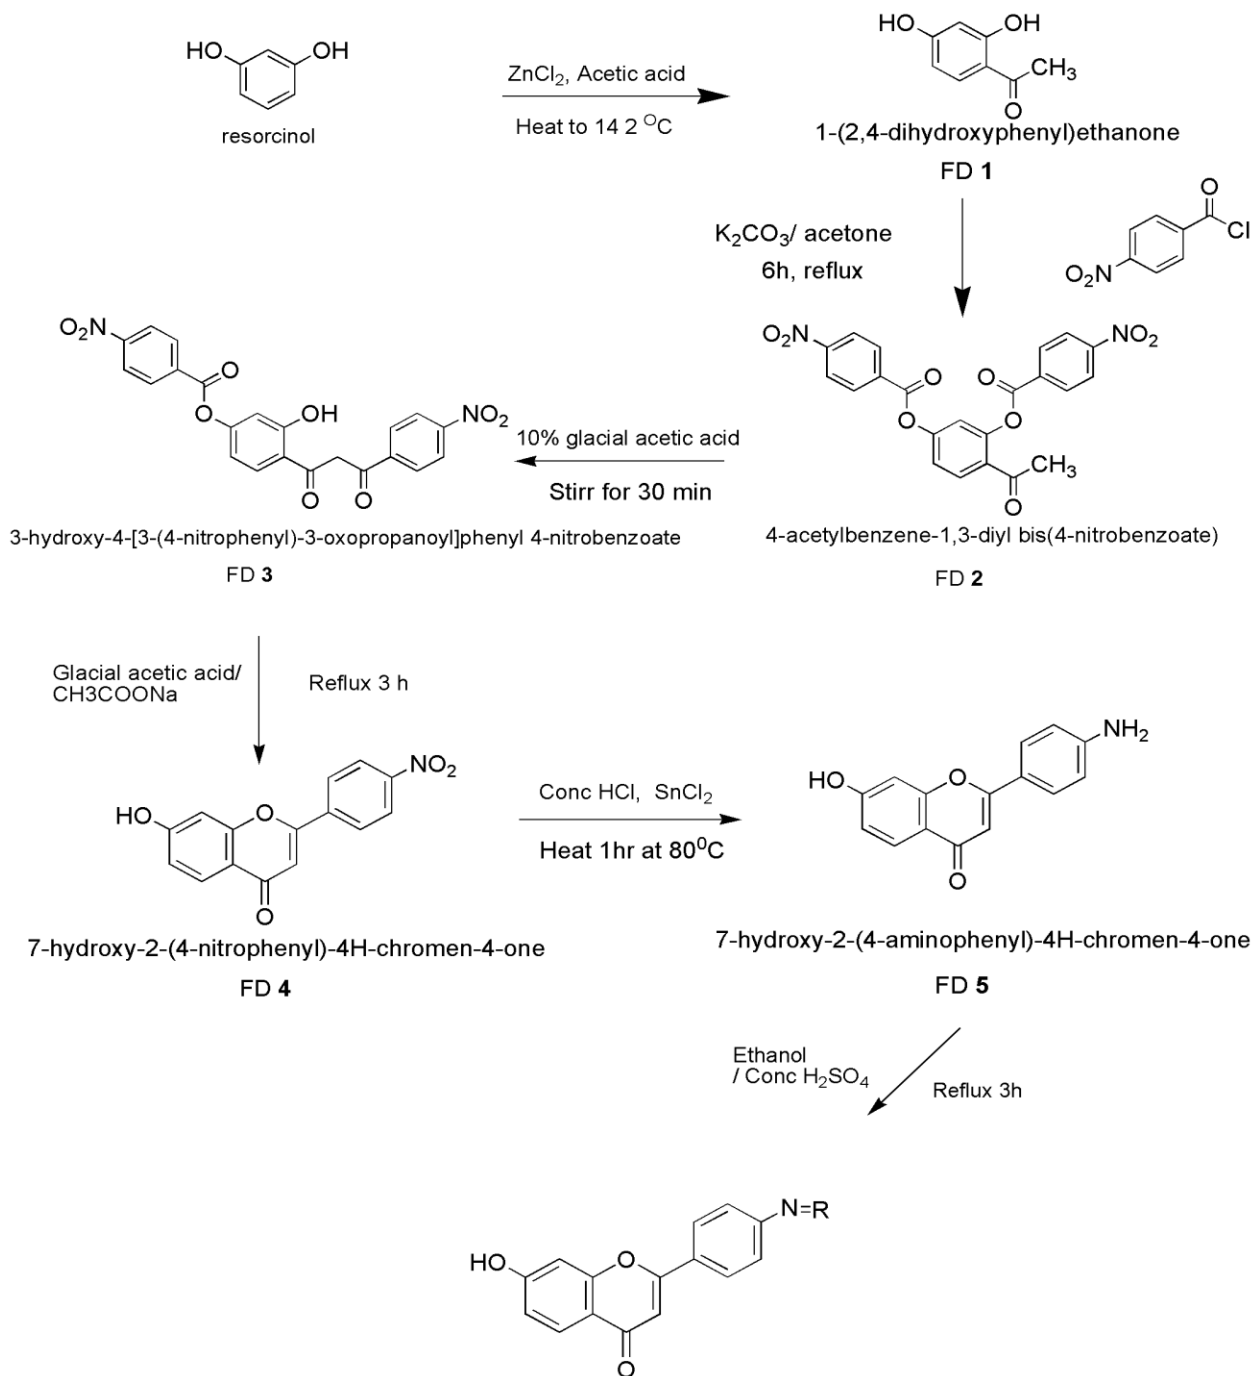 HO OH
resorcinol
ZnCl2, Acetic acid
Heat to 14 2 OC
HO OH
CH3
O
1-(2,4-dihydroxyphenyl)ethanone
FD 1
K2CO3/ acetone
6h, reflux
O
Cl
O2N
O2N
O
O
OH
NO2
O O
3-hydroxy-4-[3-(4-nitrophenyl)-3-oxopropanoyl]phenyl 4-nitrobenzoate
FD 3
10% glacial acetic acid
Stirr for 30 min
O2N NO2
O O
O O
CH3
O
4-acetylbenzene-1,3-diyl bis(4-nitrobenzoate)
FD 2
Glacial acetic acid/
CH3COONa
Reflux 3 h
NO2
HO O
O
7-hydroxy-2-(4-nitrophenyl)-4H-chromen-4-one
FD 4
Conc HCl, SnCl2
Heat 1hr at 800C
NH2
HO O
O
7-hydroxy-2-(4-aminophenyl)-4H-chromen-4-one
FD 5
Ethanol
/ Conc H2SO4
Reflux 3h
N=R
HO O
O